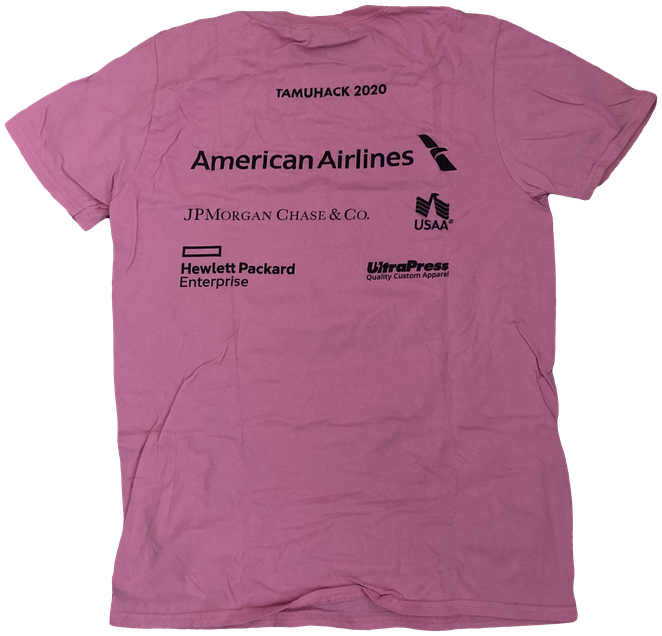 TAMUHACK 2020
American Airlines
JPMORGAN CHASE & CO.
USAA®
Hewlett Packard
Enterprise
UltraPress
Quality Custom Apparel